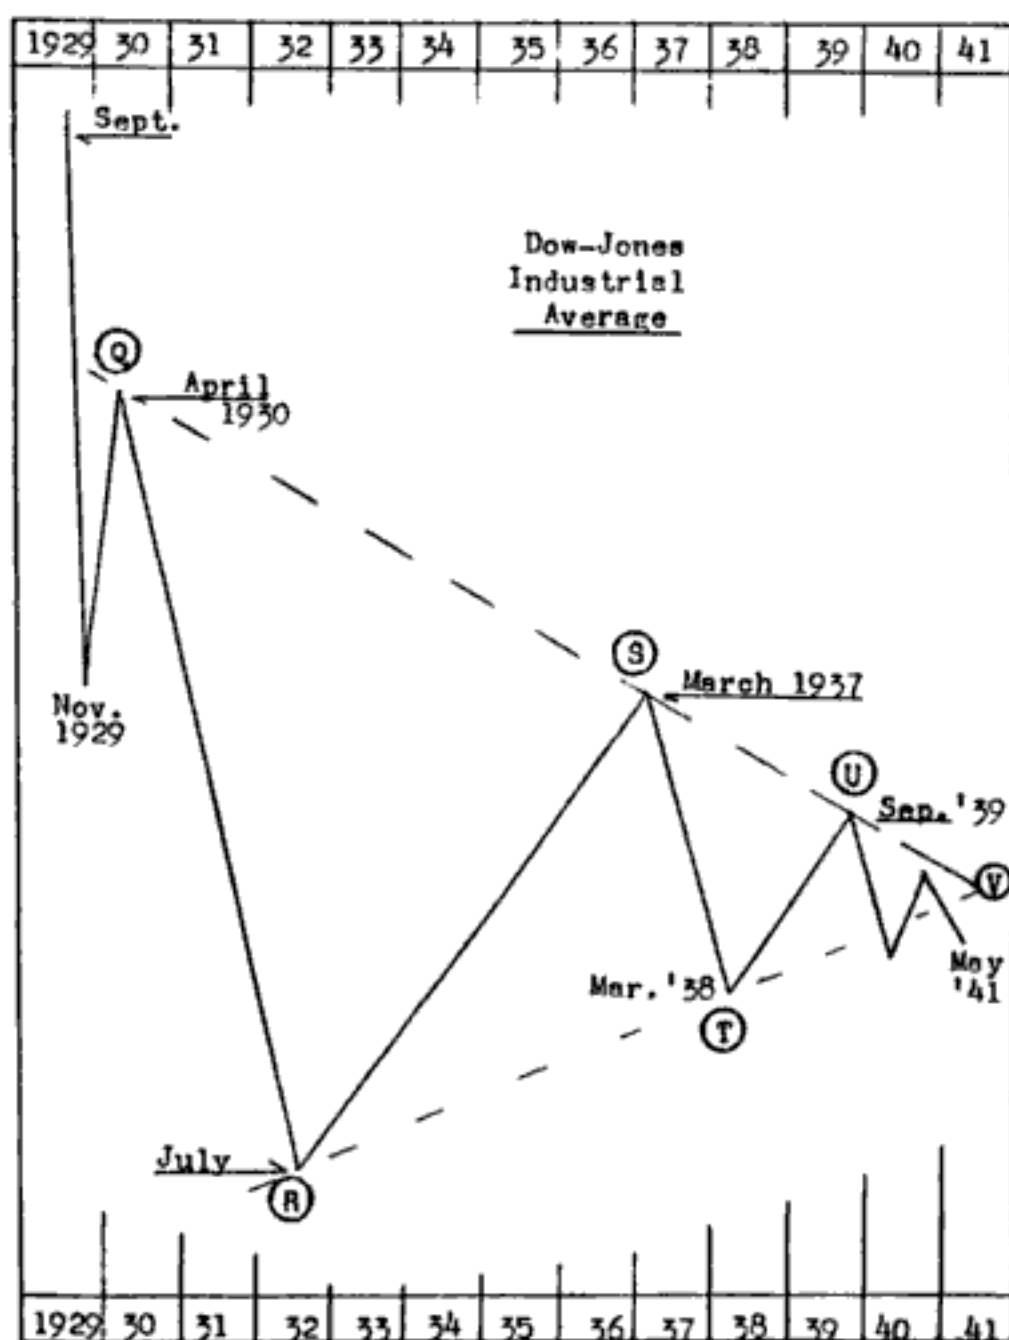 1929 30 31 32 33 34 35 36 37 38 39 40 41
Sept.
Dow-Jones
Industrial
Average
Q
April
1930
S
March 1937
Nov.
1929
U
Sep. '39
V
May
'41
Mar. '38
T
July
R
1929 30 31 32 33 34 35 36 37 38 39 40 41